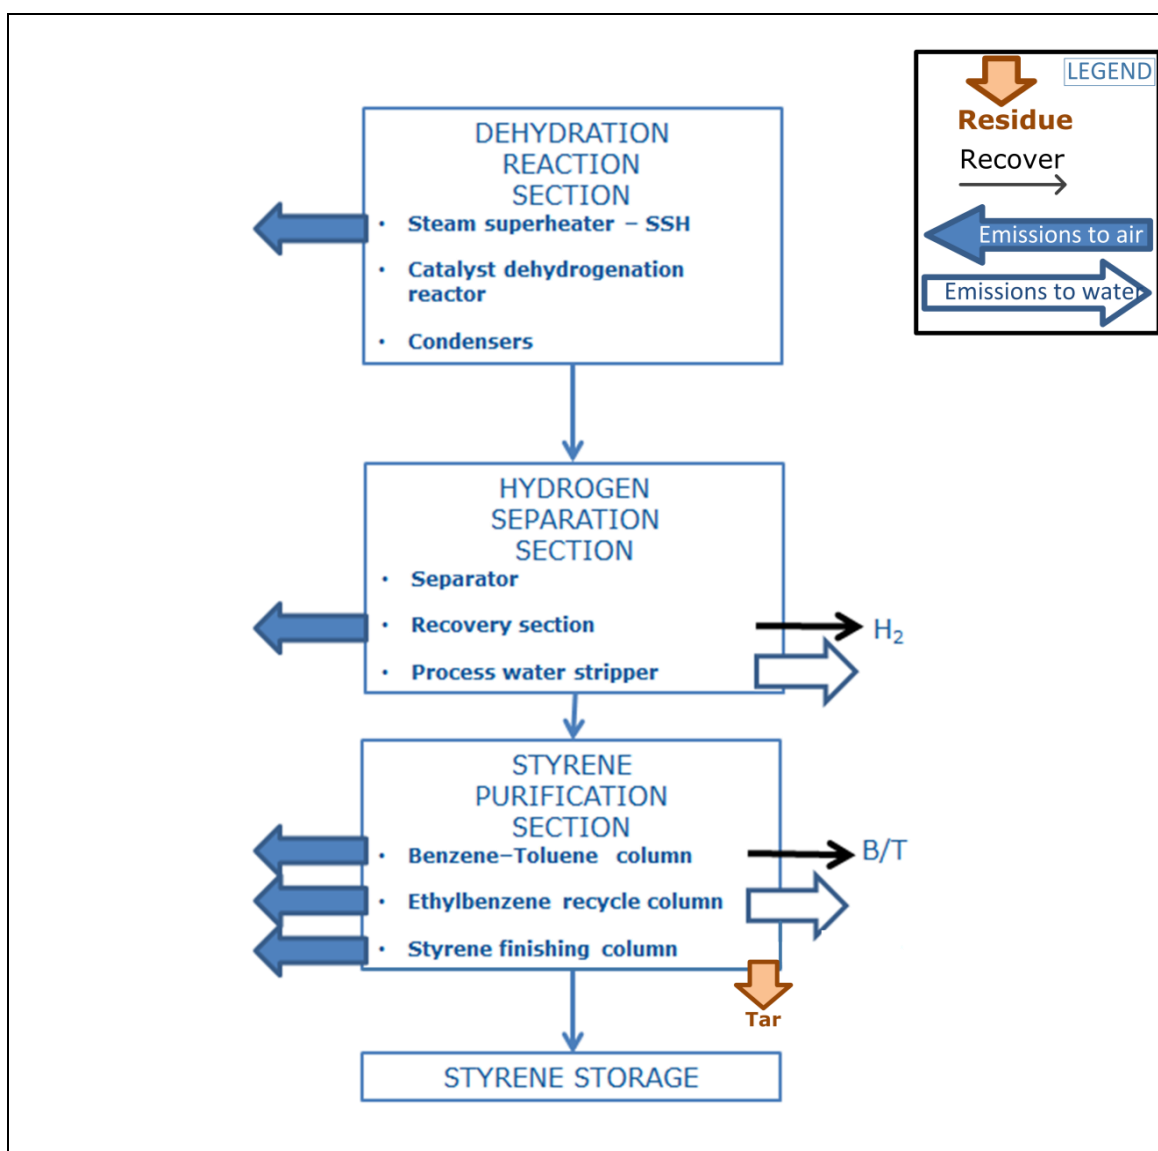 LEGEND
Residue
Recover
Emissions to air
Emissions to water
DEHYDRATION
REACTION
SECTION
• Steam superheater – SSH
• Catalyst dehydrogenation
reactor
• Condensers
HYDROGEN
SEPARATION
SECTION
• Separator
• Recovery section
• Process water stripper
H₂
STYRENE
PURIFICATION
SECTION
• Benzene–Toluene column
• Ethylbenzene recycle column
• Styrene finishing column
B/T
Tar
STYRENE STORAGE